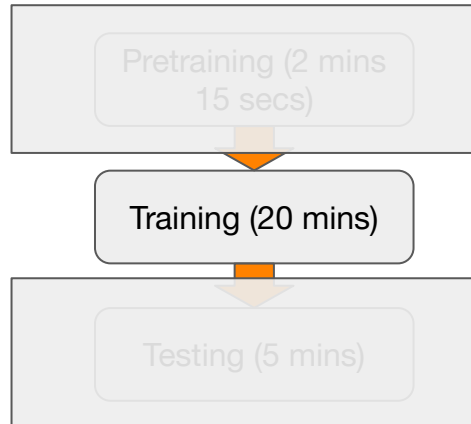 Pretraining (2 mins
15 secs)
Training (20 mins)
Testing (5 mins)